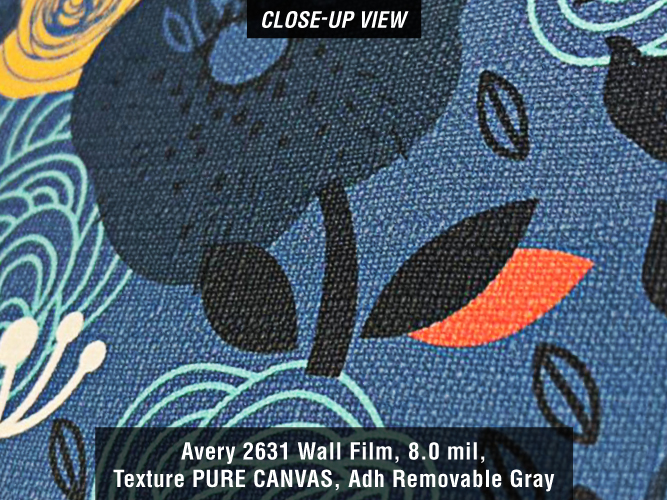 CLOSE-UP VIEW
Avery 2631 Wall Film, 8.0 mil,
Texture PURE CANVAS, Adh Removable Gray